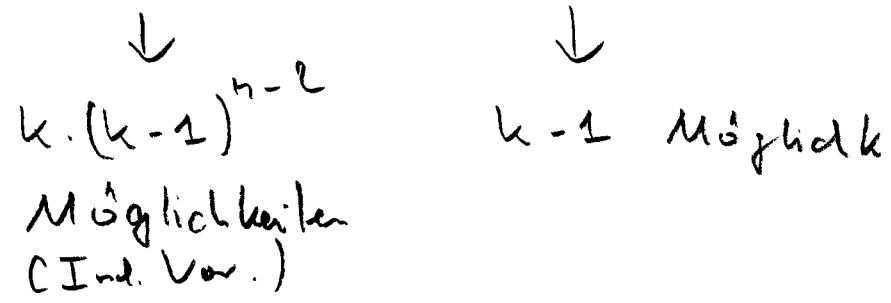 ↓ ↓
k·(k-1)^{n-2} k-1 Möglichk
Möglichkeiten
(Ind. Vor.)